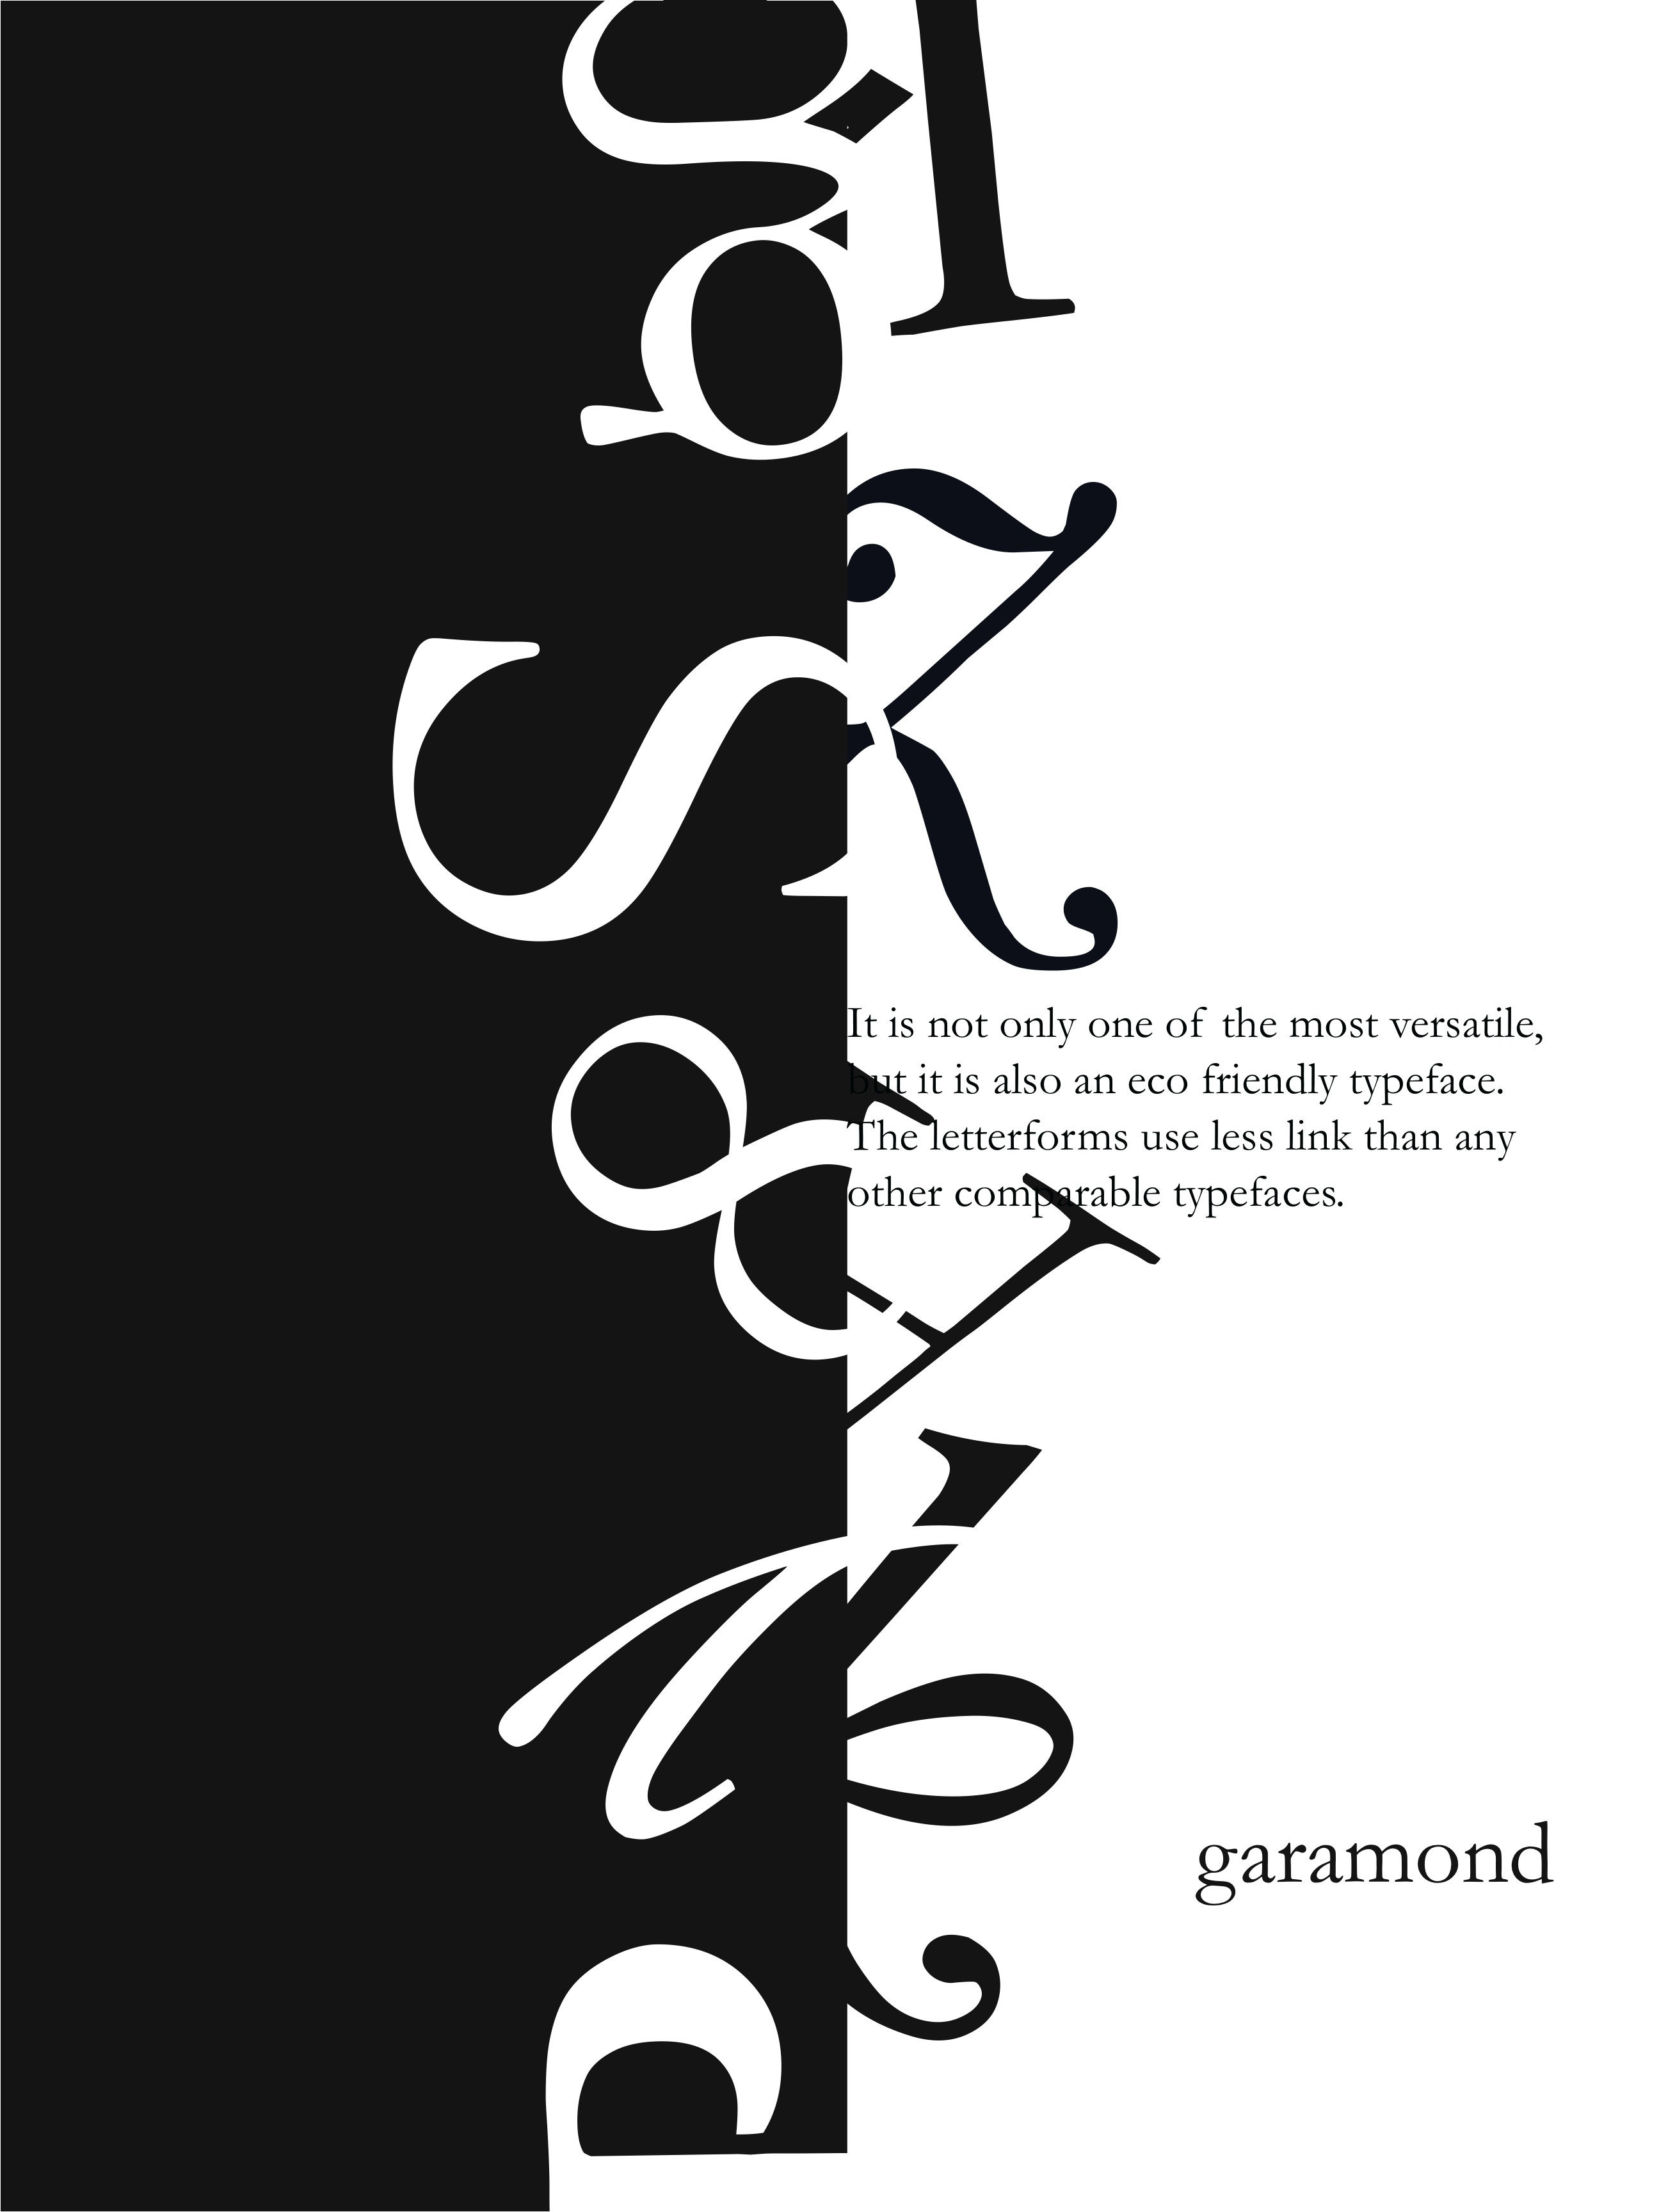 It is not only one of the most versatile,
but it is also an eco friendly typeface.
The letterforms use less link than any
other comparable typefaces.
garamond